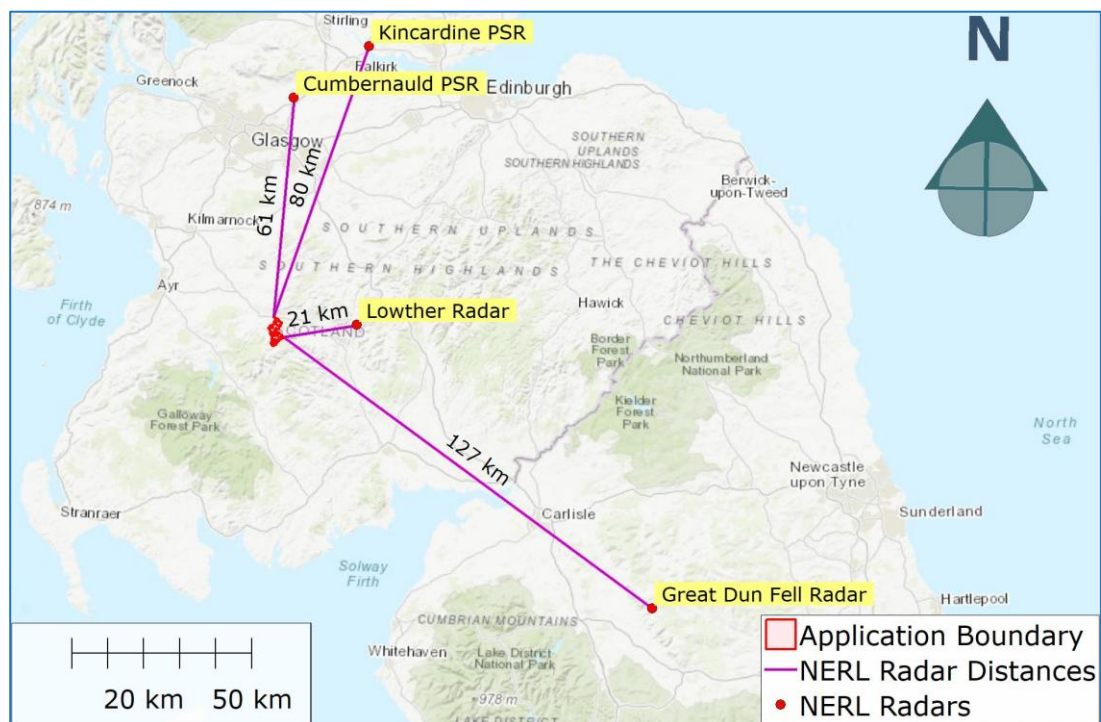 Stirling
Kincardine PSR
Falkirk
Cumbernauld PSR
Greenock
Edinburgh
Glasgow
N
SOUTHERN
UPLANDS
SOUTHERN HIGHLANDS
Berwick-
upon-Tweed
874 m
61 km
80 km
Kilmarnock
SOUTHERN UPLANDS
SOUTHERN HIGHLANDS
THE CHEVIOT HILLS
Ayr
Firth
of Clyde
21 km
Lowther Radar
SCOTLAND
Hawick
CHEVIOT HILLS
Border
Forest
Park
Northumberland
National Park
Galloway
Forest Park
Kielder
Forest
Park
North
Sea
127 km
Newcastle
upon Tyne
Stranraer
Carlisle
Sunderland
Solway
Firth
Great Dun Fell Radar
Hartlepool
CUMBRIAN MOUNTAINS
Whitehaven
Lake District
National Park
978 m
LAKE DISTRICT
20 km 50 km
Application Boundary
NERL Radar Distances
NERL Radars